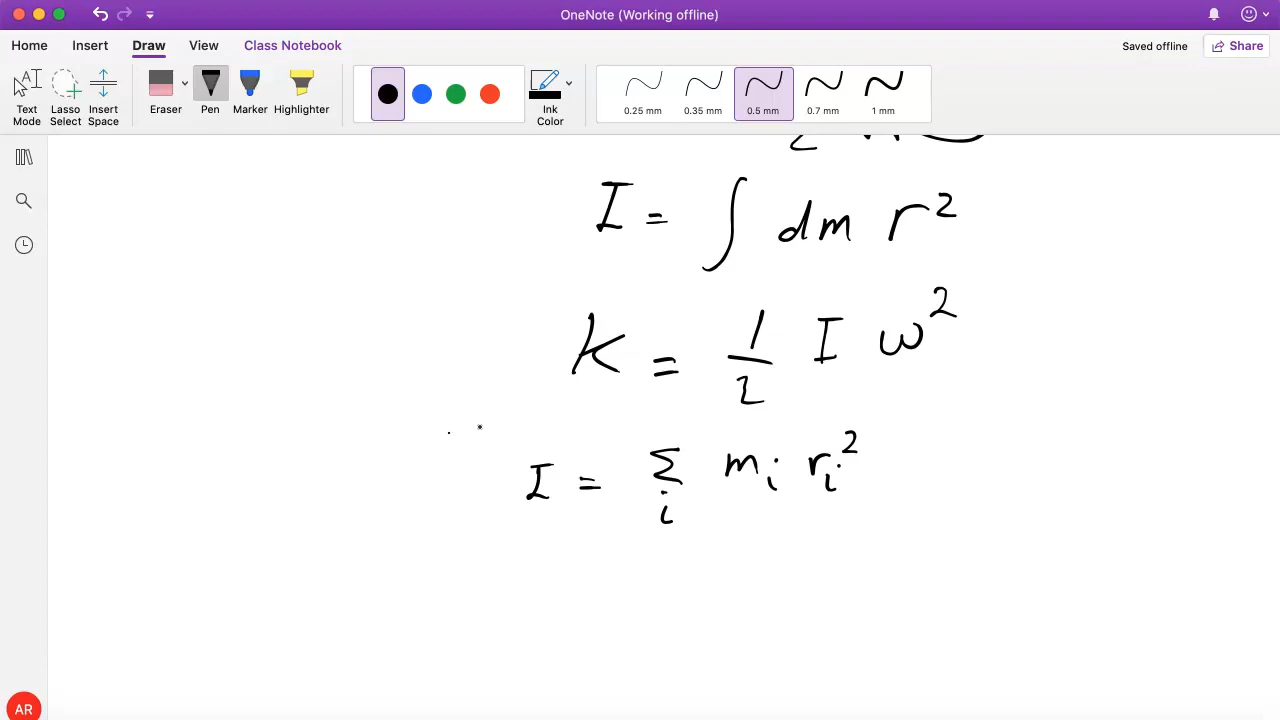 OneNote (Working offline)
Home Insert Draw View Class Notebook
Saved offline Share
Text Mode
Lasso Select
Insert Space
Eraser
Pen
Marker
Highlighter
Ink Color
0.25 mm 0.35 mm 0.5 mm 0.7 mm 1 mm
I = ∫ dm r²
K = 1/2 I ω²
I = Σᵢ mᵢ rᵢ²
AR